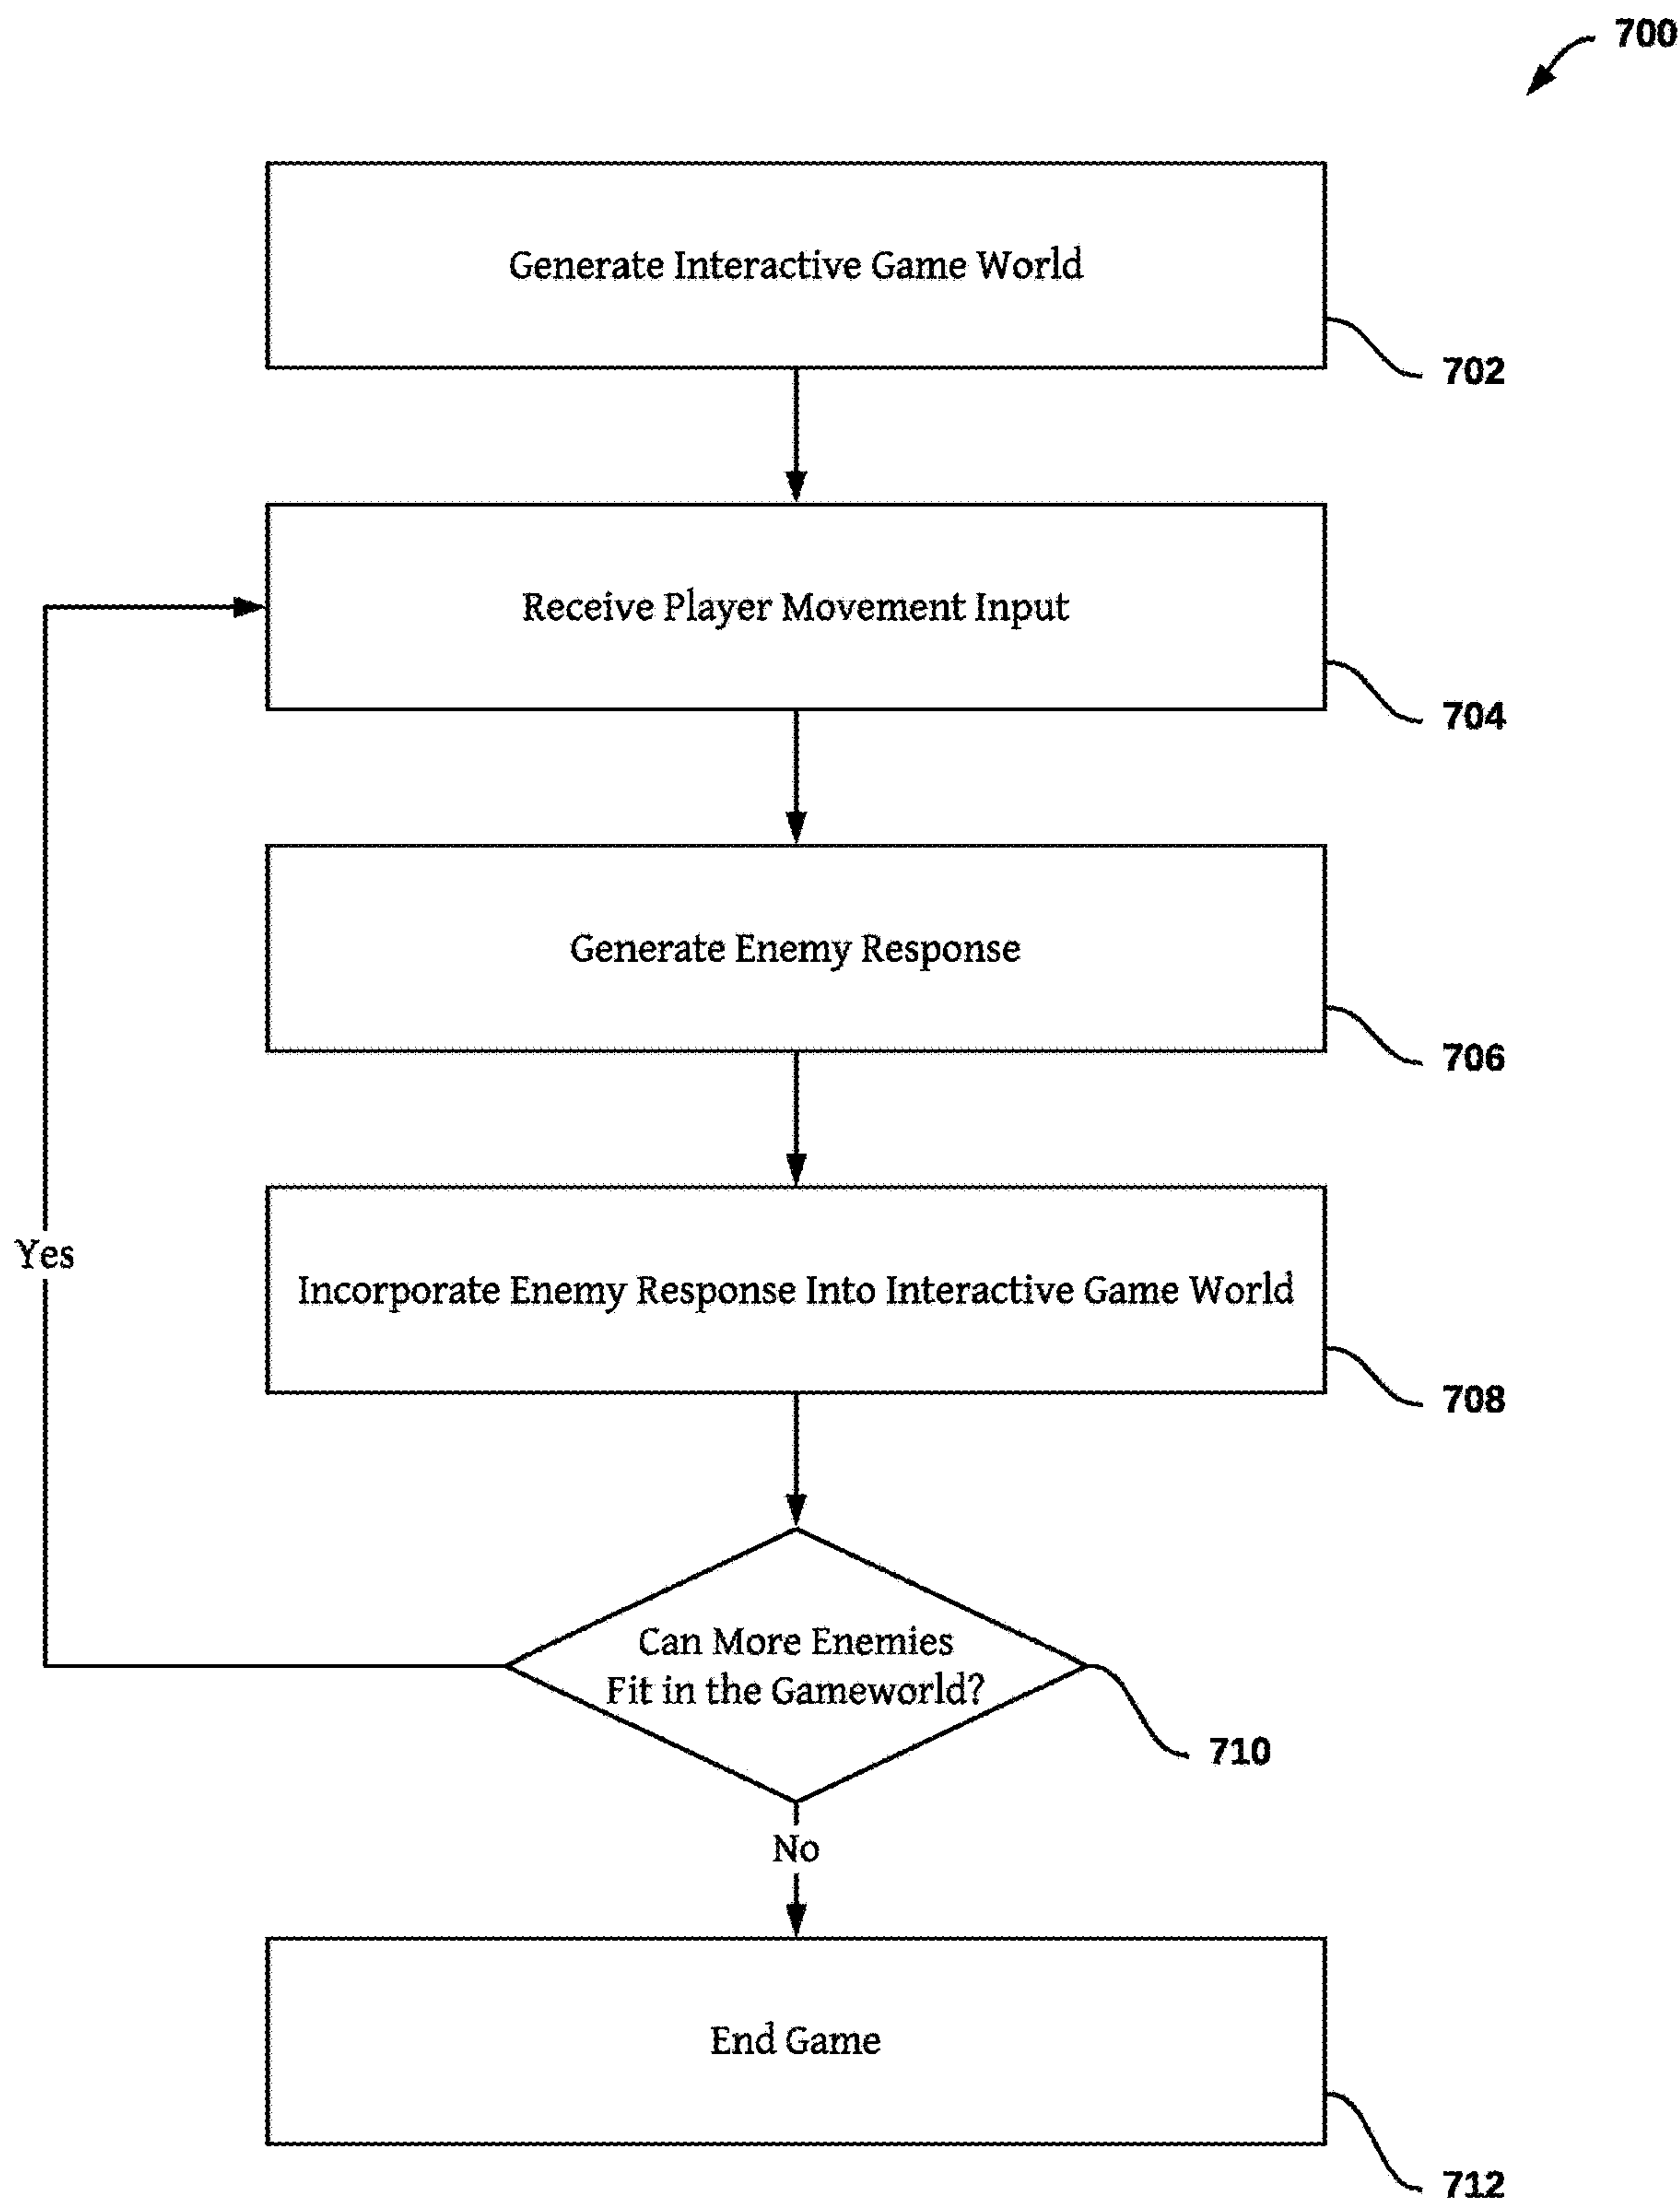 700
Generate Interactive Game World
702
Receive Player Movement Input
704
Generate Enemy Response
706
Yes
Incorporate Enemy Response Into Interactive Game World
708
Can More Enemies
Fit in the Gameworld?
710
No
End Game
712